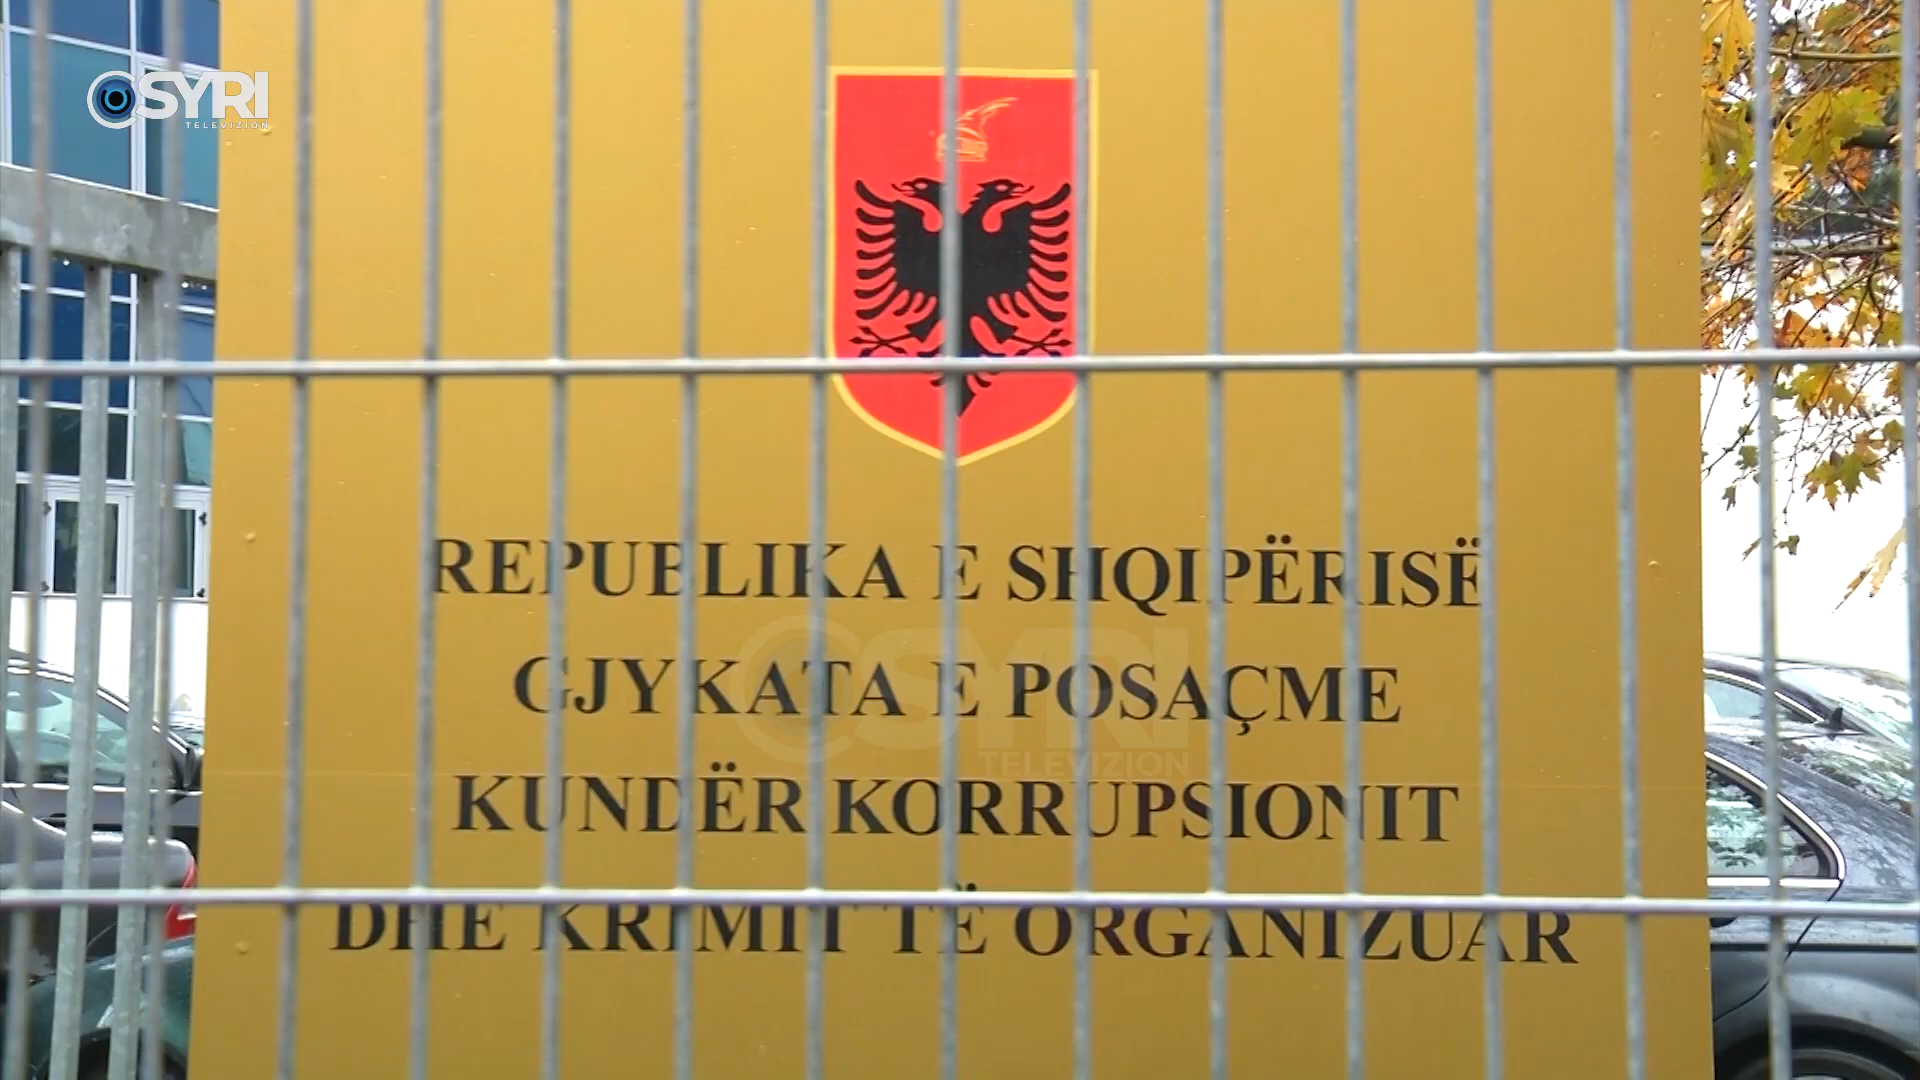 SYRI
TELEVIZION
REPUBLIKA E SHQIPËRISË
GJYKATA E POSAÇME
SYRI
TELEVIZION
KUNDËR KORRUPSIONIT
DHE KRIMIT TË ORGANIZUAR